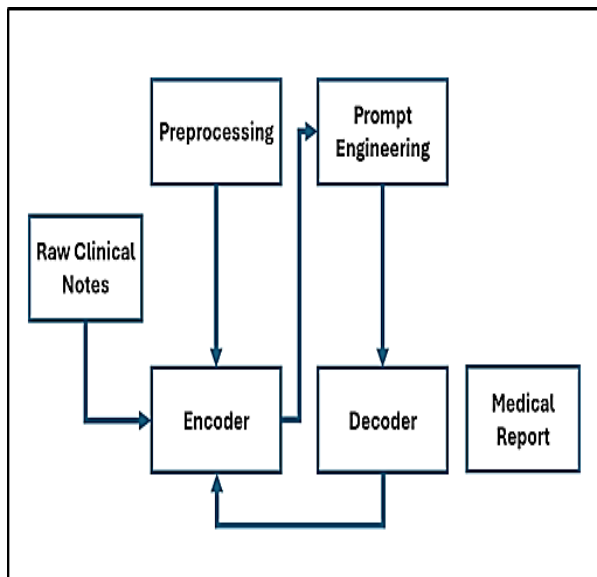 Preprocessing
Prompt
Engineering
Raw Clinical
Notes
Encoder
Decoder
Medical
Report